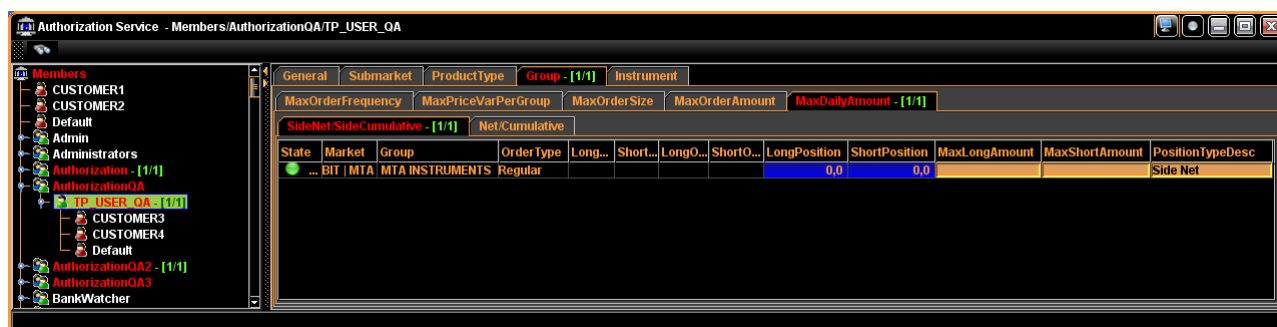 Authorization Service - Members/AuthorizationQA/TP_USER_QA
Members
CUSTOMER1
CUSTOMER2
Default
Admin
Administrators
Authorization - [1/1]
AuthorizationQA
TP_USER_QA - [1/1]
CUSTOMER3
CUSTOMER4
Default
AuthorizationQA2 - [1/1]
AuthorizationQA3
BankWatcher
General Submarket ProductType Group - [1/1] Instrument
MaxOrderFrequency MaxPriceVarPerGroup MaxOrderSize MaxOrderAmount MaxDailyAmount - [1/1]
SideNet/SideCumulative - [1/1] Net/Cumulative
State Market Group OrderType Long... Short... LongO... ShortO... LongPosition ShortPosition MaxLongAmount MaxShortAmount PositionTypeDesc
... BIT | MTA MTA INSTRUMENTS Regular 0,0 0,0 Side Net